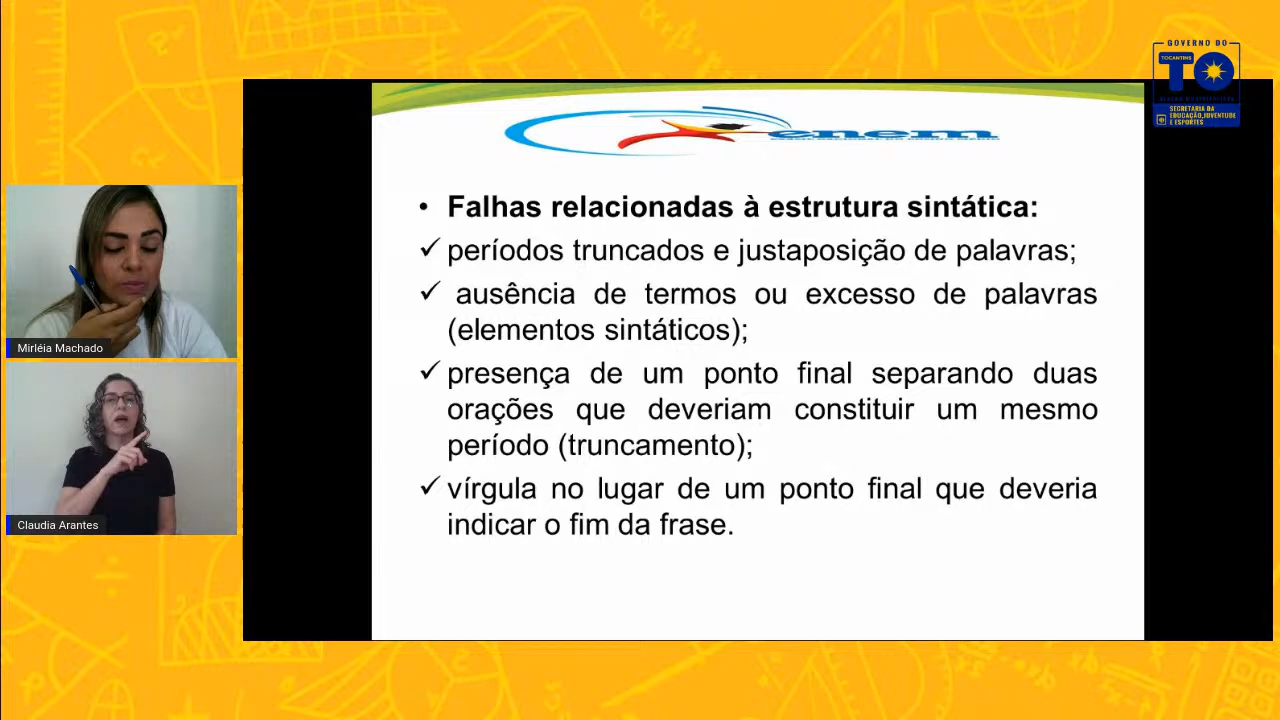 GOVERNO DO
TOCANTINS
TO
SECRETARIA DA
EDUCAÇÃO, JUVENTUDE
E ESPORTES
enem
• Falhas relacionadas à estrutura sintática:
✓ períodos truncados e justaposição de palavras;
✓ ausência de termos ou excesso de palavras
(elementos sintáticos);
✓ presença de um ponto final separando duas
orações que deveriam constituir um mesmo
período (truncamento);
✓ vírgula no lugar de um ponto final que deveria
indicar o fim da frase.
Mirléia Machado
Claudia Arantes